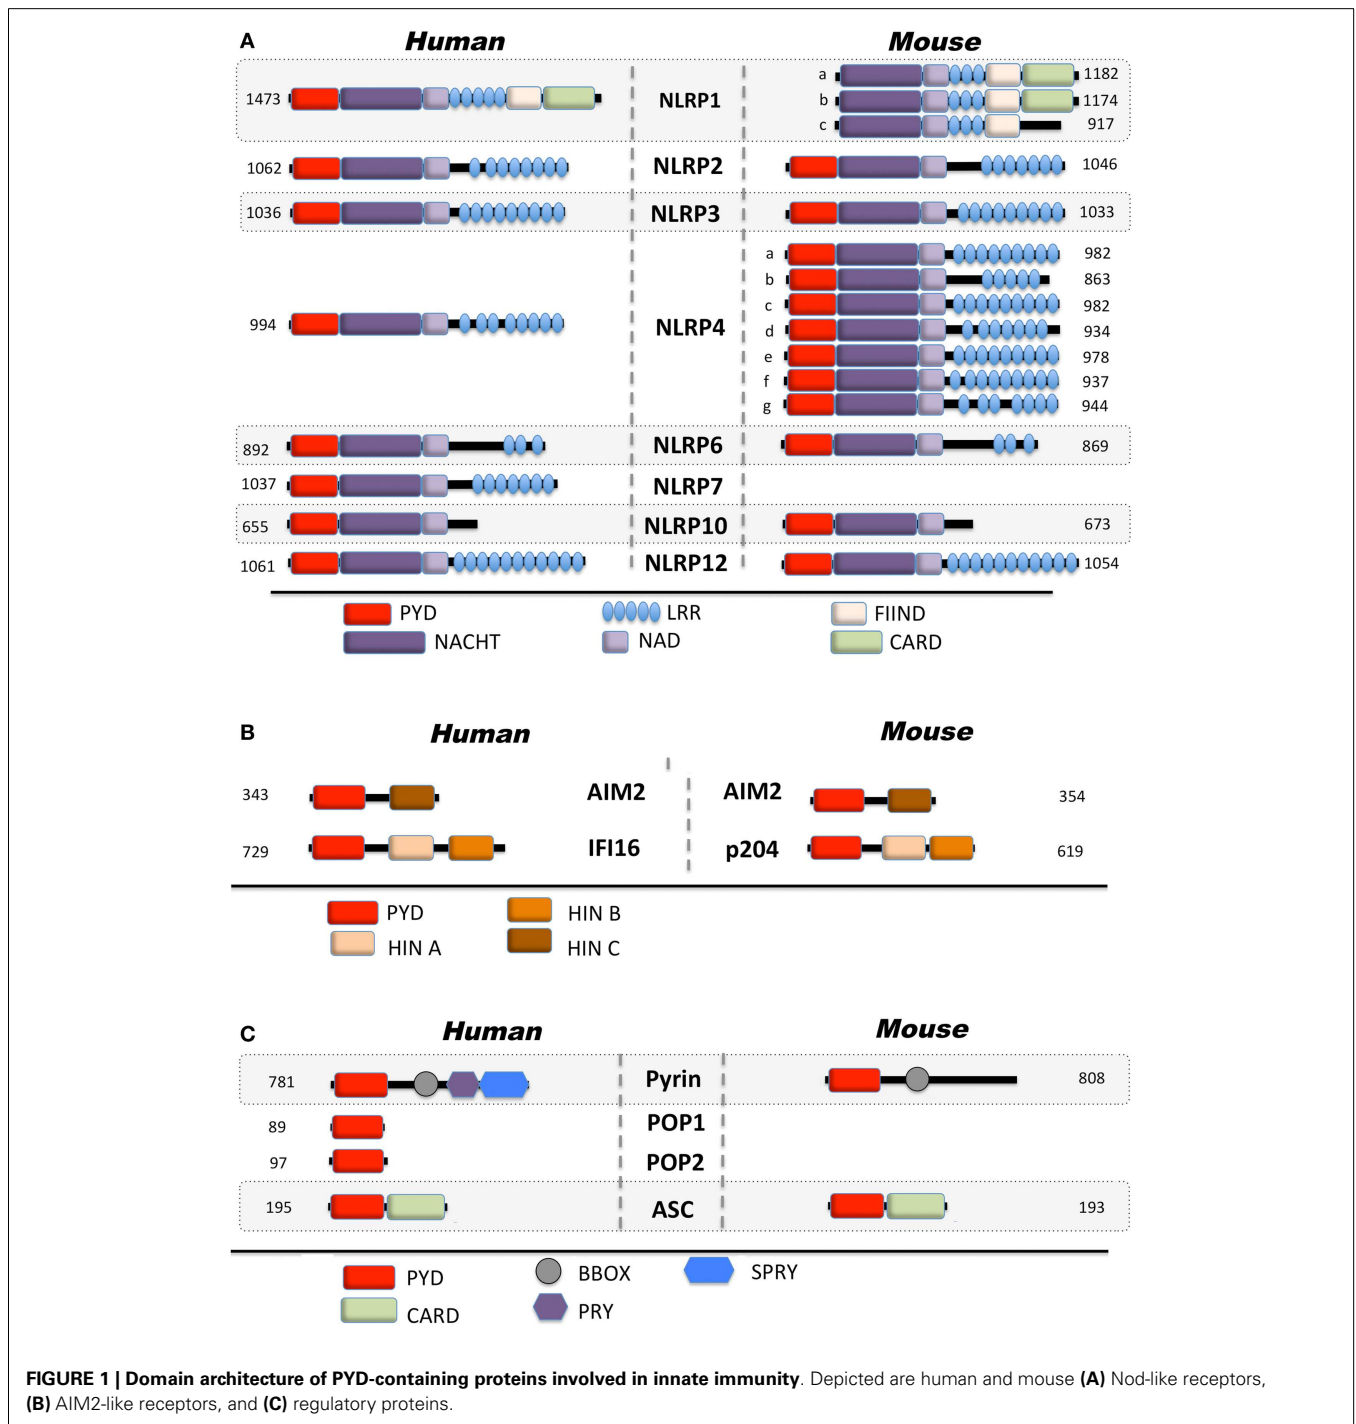 A Human Mouse
1473 NLRP1 a 1182
b 1174
c 917
1062 NLRP2 1046
1036 NLRP3 1033
994 NLRP4 a 982
b 863
c 982
d 934
e 978
f 937
g 944
892 NLRP6 869
1037 NLRP7
655 NLRP10 673
1061 NLRP12 1054
PYD LRR FIIND
NACHT NAD CARD
B Human Mouse
343 AIM2 AIM2 354
729 IFI16 p204 619
PYD HIN B
HIN A HIN C
C Human Mouse
781 Pyrin 808
89 POP1
97 POP2
195 ASC 193
PYD BBOX SPRY
CARD PRY
FIGURE 1 | Domain architecture of PYD-containing proteins involved in innate immunity. Depicted are human and mouse (A) Nod-like receptors,
(B) AIM2-like receptors, and (C) regulatory proteins.